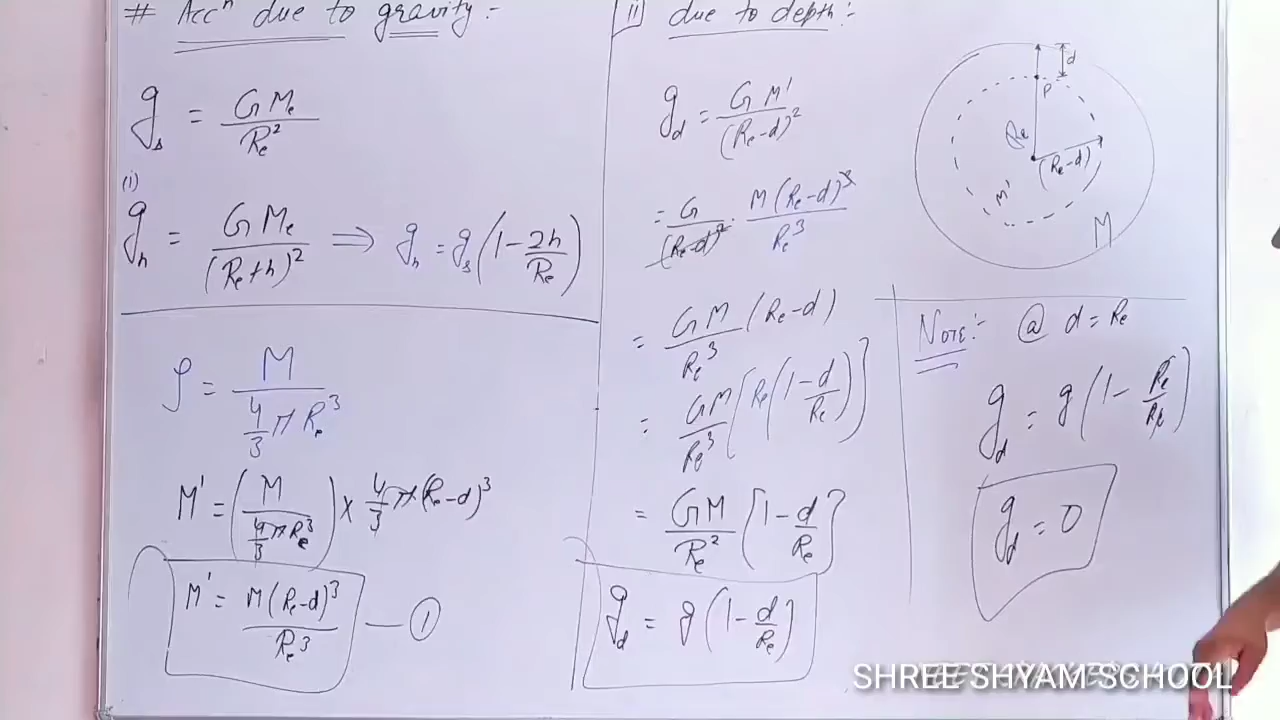 # Accⁿ due to gravity :-
g_s = GM_e / R_e²
(i)
g_h = GM_e / (R_e+h)² ⇒ g_h = g_s (1 - 2h/R_e)
ρ = M / (4/3 π R_e³)
M' = (M / (4/3 π R_e³)) × 4/3 π (R_e-d)³
M' = M(R_e-d)³ / R_e³ — ①
ii) due to depth :-
g_d = GM' / (R_e-d)²
= G / (R_e-d)² · M(R_e-d)³ / R_e³
= GM / R_e³ (R_e-d)
= GM / R_e³ [R_e (1 - d/R_e)]
= GM / R_e² [1 - d/R_e]
g_d = g (1 - d/R_e)
d
P
R_e
(R_e-d)
M'
M
NOTE :- @ d = R_e
g_d = g (1 - R_e/R_e)
g_d = 0
SHREE SHYAM SCHOOL